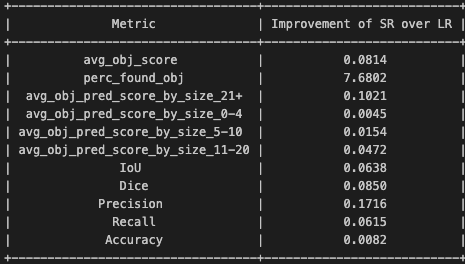 Metric | Improvement of SR over LR
avg_obj_score | 0.0814
perc_found_obj | 7.6802
avg_obj_pred_score_by_size_21+ | 0.1021
avg_obj_pred_score_by_size_0-4 | 0.0045
avg_obj_pred_score_by_size_5-10 | 0.0154
avg_obj_pred_score_by_size_11-20 | 0.0472
IoU | 0.0638
Dice | 0.0850
Precision | 0.1716
Recall | 0.0615
Accuracy | 0.0082